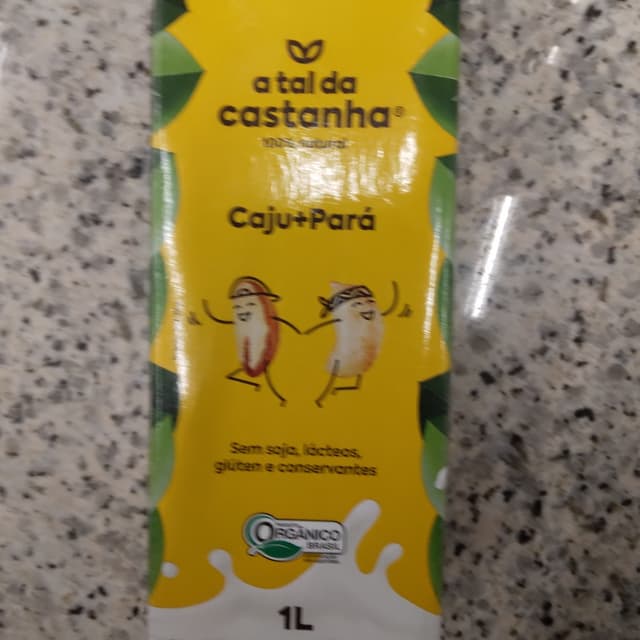 a tal da
castanha®
100% natural
Caju+Pará
Sem soja, lácteos,
glúten e conservantes
ORGÂNICO
BRASIL
1L